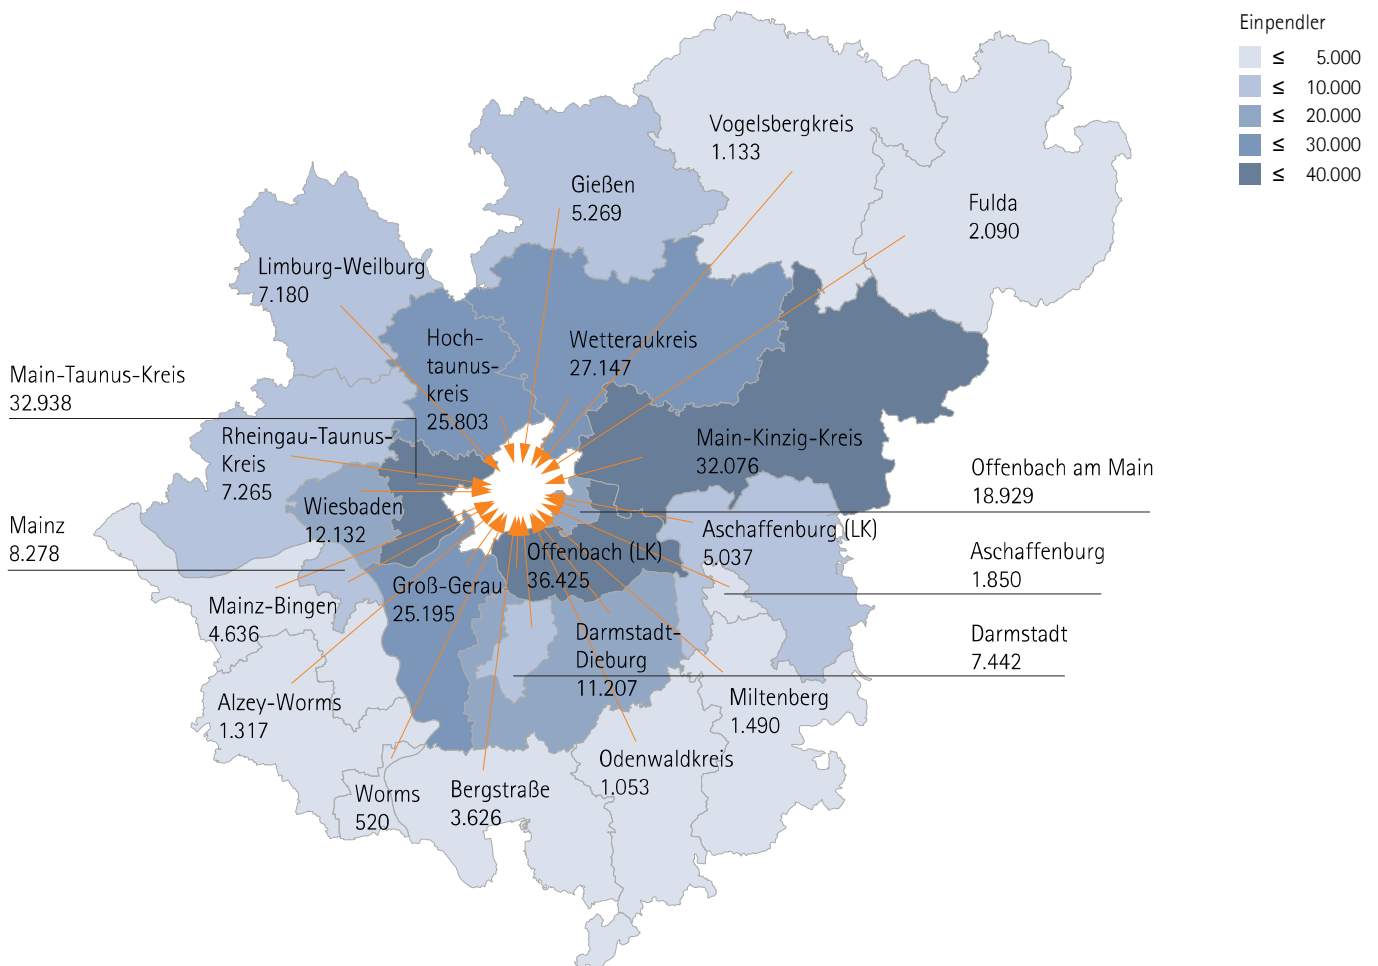 Einpendler
≤ 5.000
≤ 10.000
≤ 20.000
≤ 30.000
≤ 40.000
Vogelsbergkreis
1.133
Gießen
5.269
Fulda
2.090
Limburg-Weilburg
7.180
Hoch-
taunus-
kreis
25.803
Wetteraukreis
27.147
Main-Taunus-Kreis
32.938
Rheingau-Taunus-
Kreis
7.265
Main-Kinzig-Kreis
32.076
Offenbach am Main
18.929
Wiesbaden
12.132
Mainz
8.278
Aschaffenburg (LK)
5.037
Offenbach (LK)
36.425
Aschaffenburg
1.850
Groß-Gerau
25.195
Mainz-Bingen
4.636
Darmstadt-
Dieburg
11.207
Darmstadt
7.442
Alzey-Worms
1.317
Miltenberg
1.490
Odenwaldkreis
1.053
Worms
520
Bergstraße
3.626